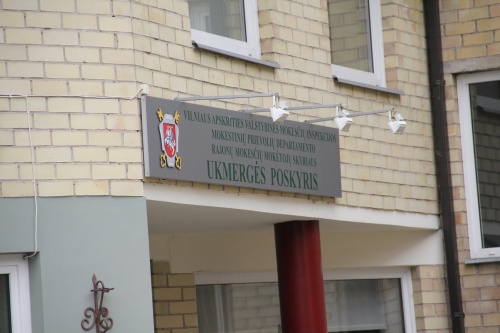 VILNIAUS APSKRITIES VALSTYBINĖS MOKESČIŲ INSPEKCIJOS
MOKESTINIŲ PRIEVOLIŲ DEPARTAMENTO
RAJONŲ MOKESČIŲ MOKĖTOJŲ SKYRIAUS
UKMERGĖS POSKYRIS